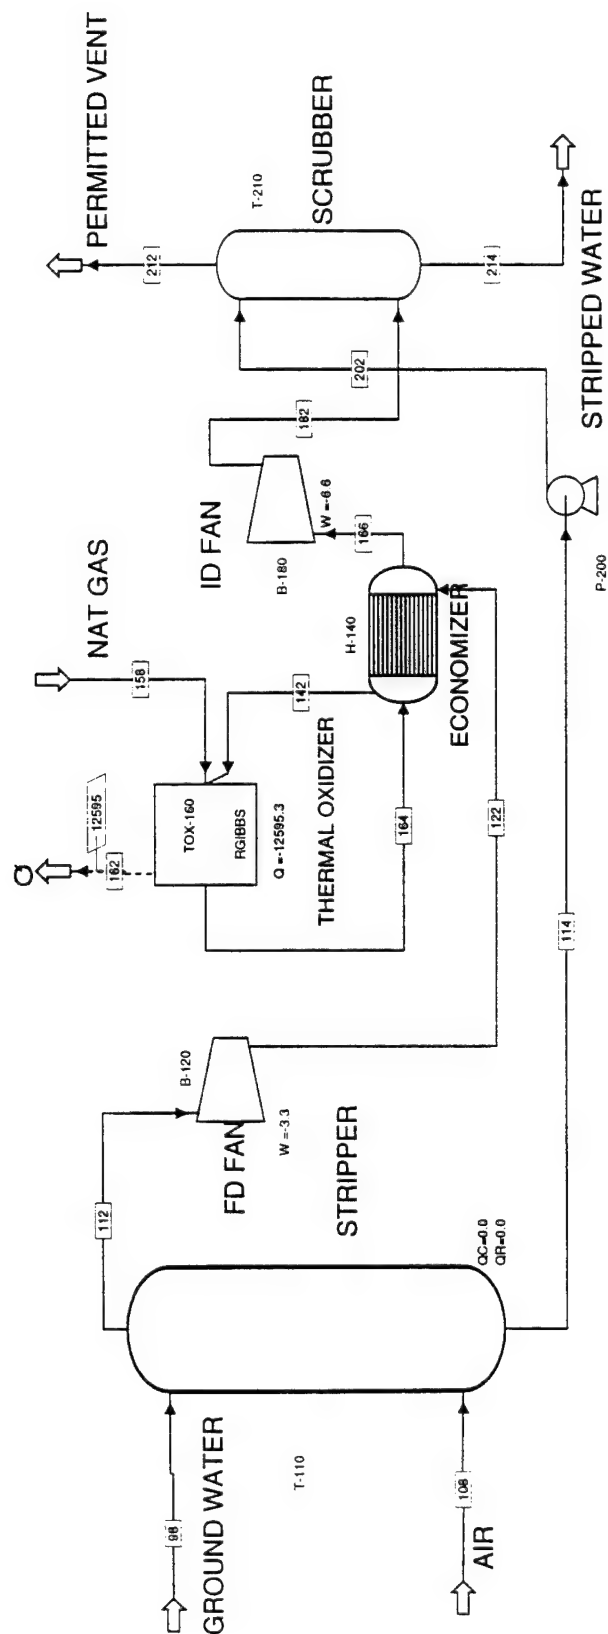 98
GROUND WATER
T-110
108
AIR
112
QC=0.0
QR=0.0
STRIPPER
B-120
FD FAN
W =-3.3
114
122
Q
162
-12595
TOX-160
RGIBBS
Q =-12595.3
THERMAL OXIDIZER
164
NAT GAS
158
142
H-140
ECONOMIZER
166
ID FAN
B-180
W =-6.6
182
P-200
202
PERMITTED VENT
212
T-210
SCRUBBER
214
STRIPPED WATER